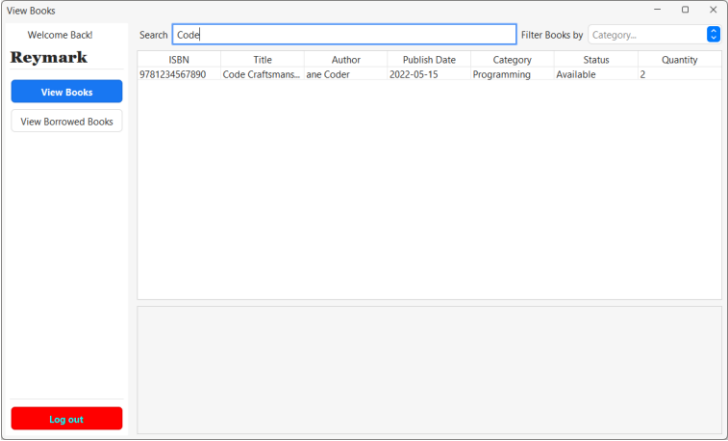 View Books
Welcome Back!
Reymark
View Books
View Borrowed Books
Log out
Search Code Filter Books by Category...
ISBN Title Author Publish Date Category Status Quantity
9781234567890 Code Craftsmans... ane Coder 2022-05-15 Programming Available 2